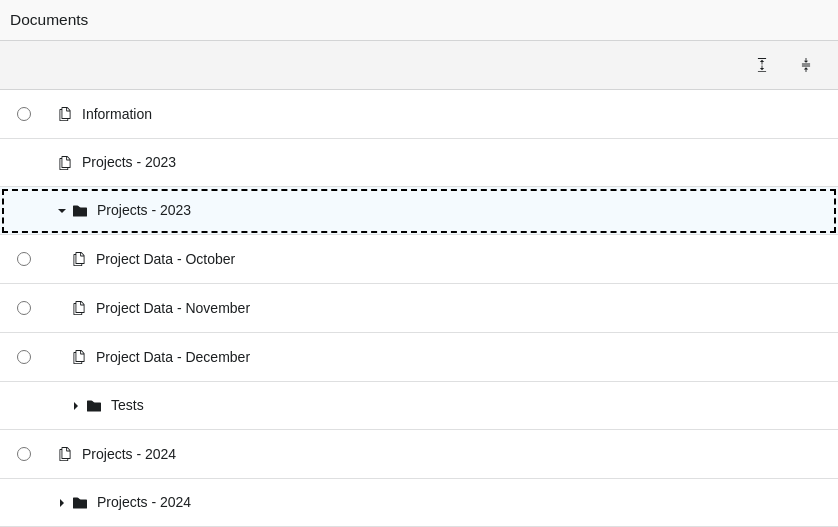 Documents
Information
Projects - 2023
Projects - 2023
Project Data - October
Project Data - November
Project Data - December
Tests
Projects - 2024
Projects - 2024